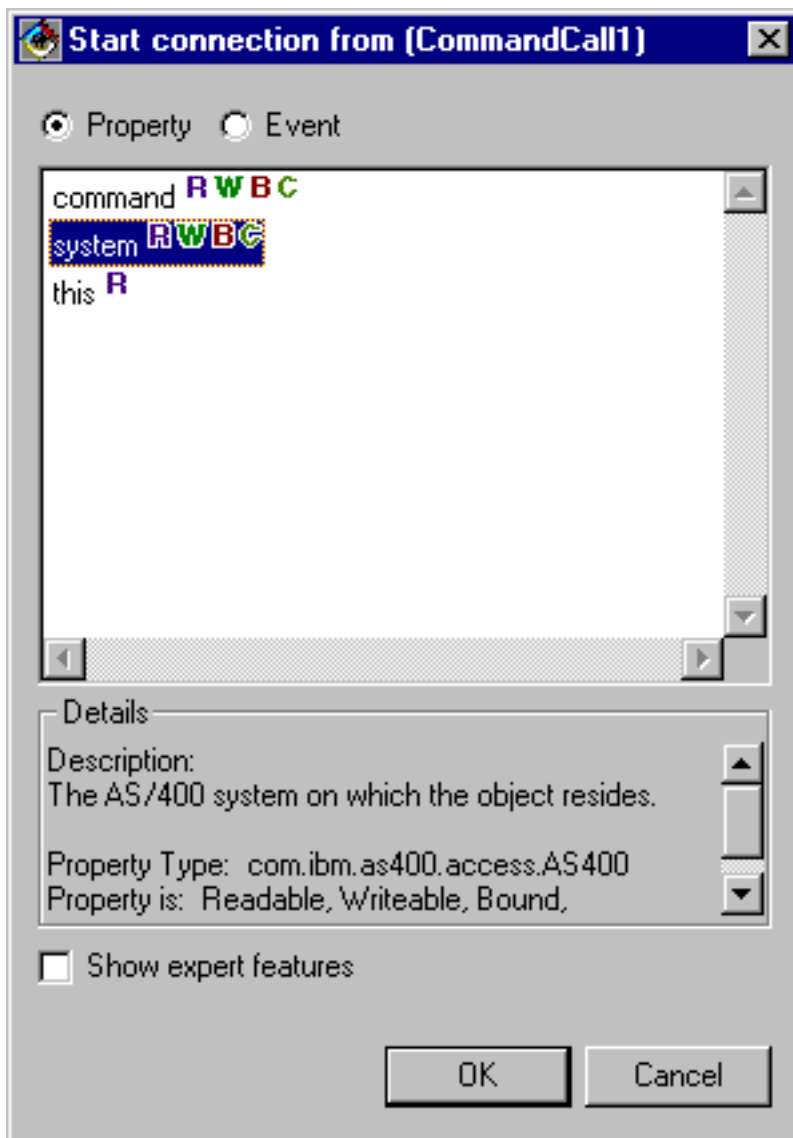 Start connection from (CommandCall1)
Property Event
command R W B C
system R W B C
this R
Details
Description:
The AS/400 system on which the object resides.
Property Type: com.ibm.as400.access.AS400
Property is: Readable, Writeable, Bound,
Show expert features
OK Cancel